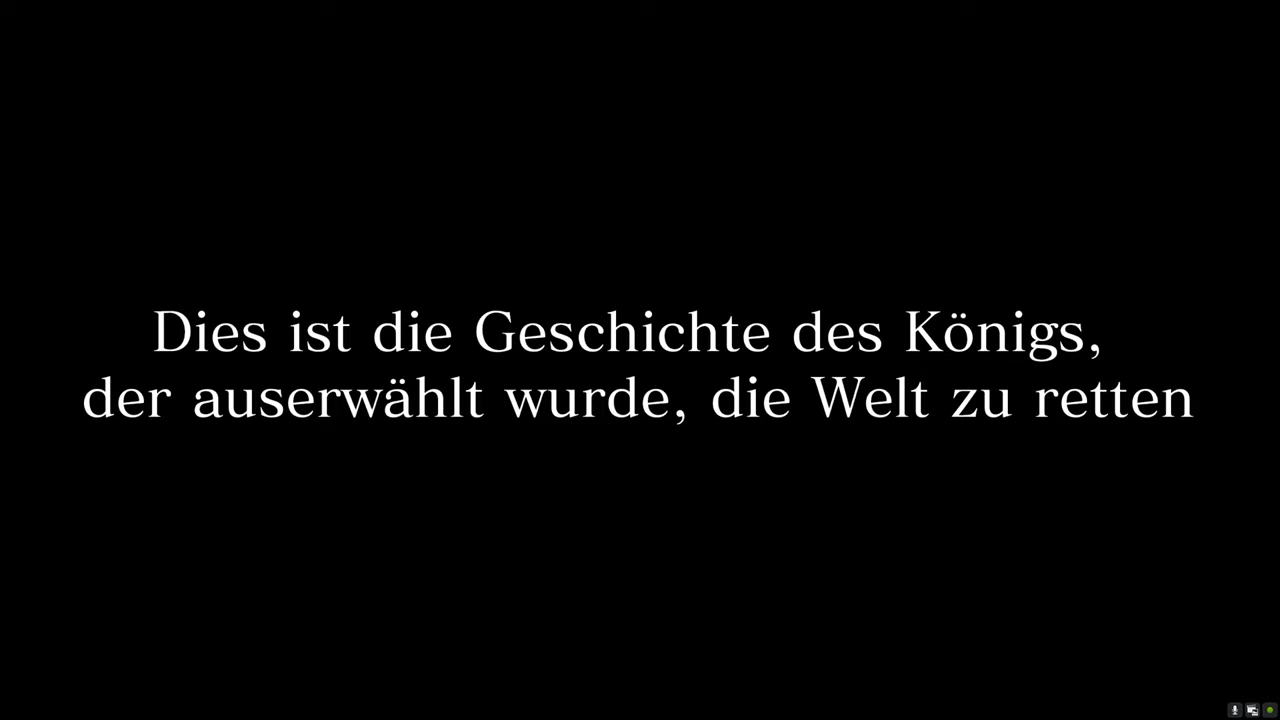 Dies ist die Geschichte des Königs,
der auserwählt wurde, die Welt zu retten